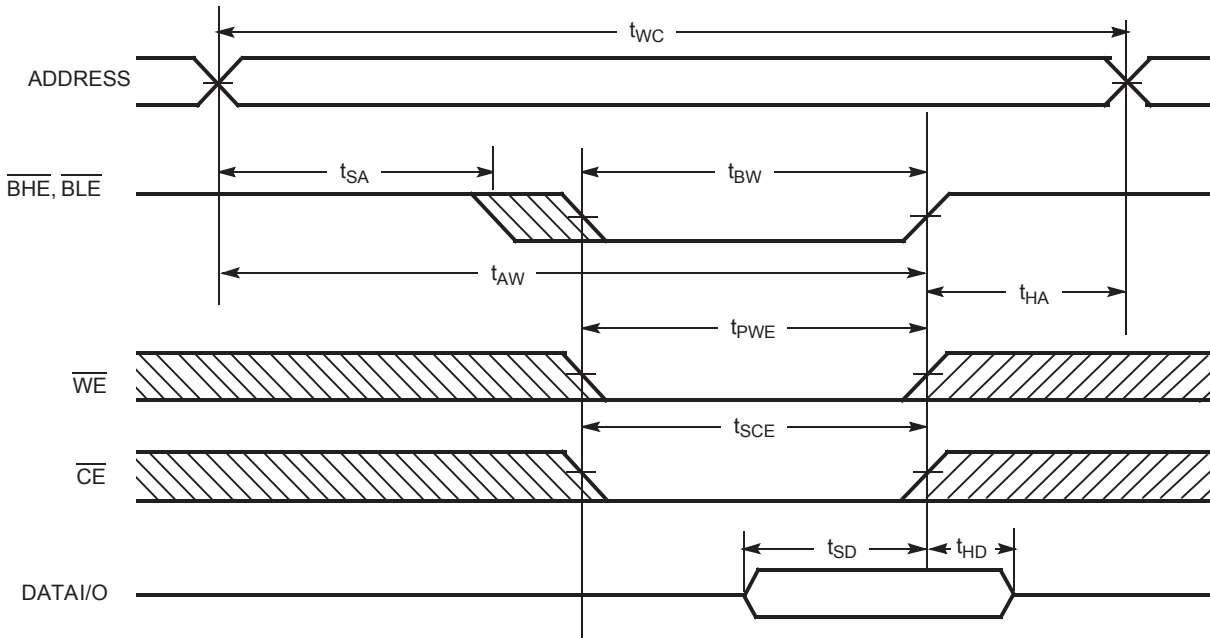 tWC
ADDRESS
tSA
tBW
BHE, BLE
tAW
tHA
tPWE
WE
tSCE
CE
tSD
tHD
DATAI/O